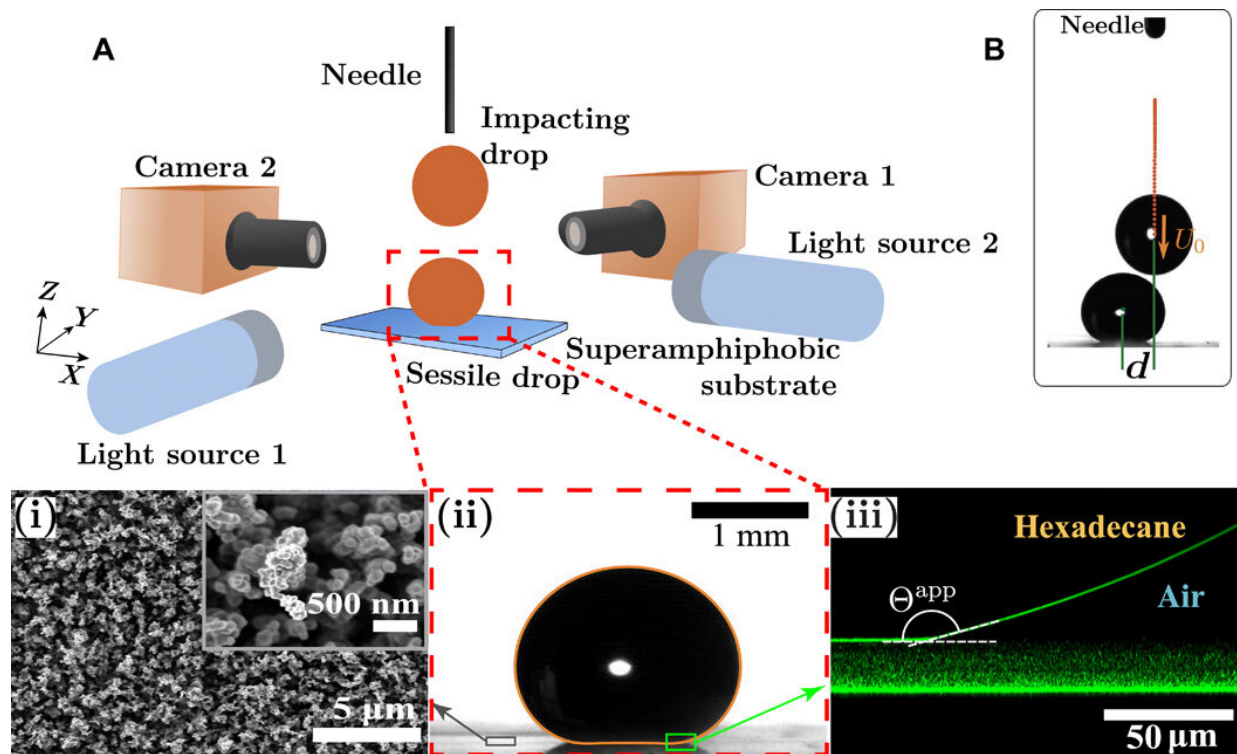 A
Needle
Impacting
drop
Camera 2
Camera 1
Light source 2
Z
Y
X
Superamphiphobic
substrate
Sessile drop
Light source 1
B
Needle
U₀
d
(i)
500 nm
5 μm
(ii)
1 mm
(iii)
Hexadecane
Θᵃᵖᵖ
Air
50 μm